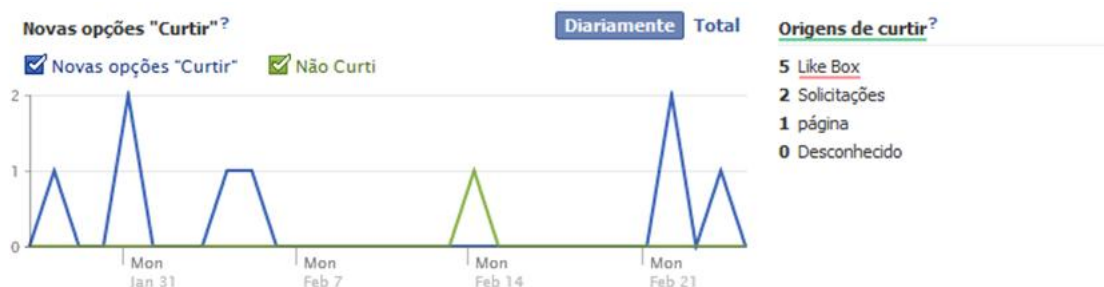 Novas opções "Curtir"?
Diariamente Total
Novas opções "Curtir" Não Curti
2
1
0
Mon Mon Mon Mon
Jan 31 Feb 7 Feb 14 Feb 21
Origens de curtir?
5 Like Box
2 Solicitações
1 página
0 Desconhecido